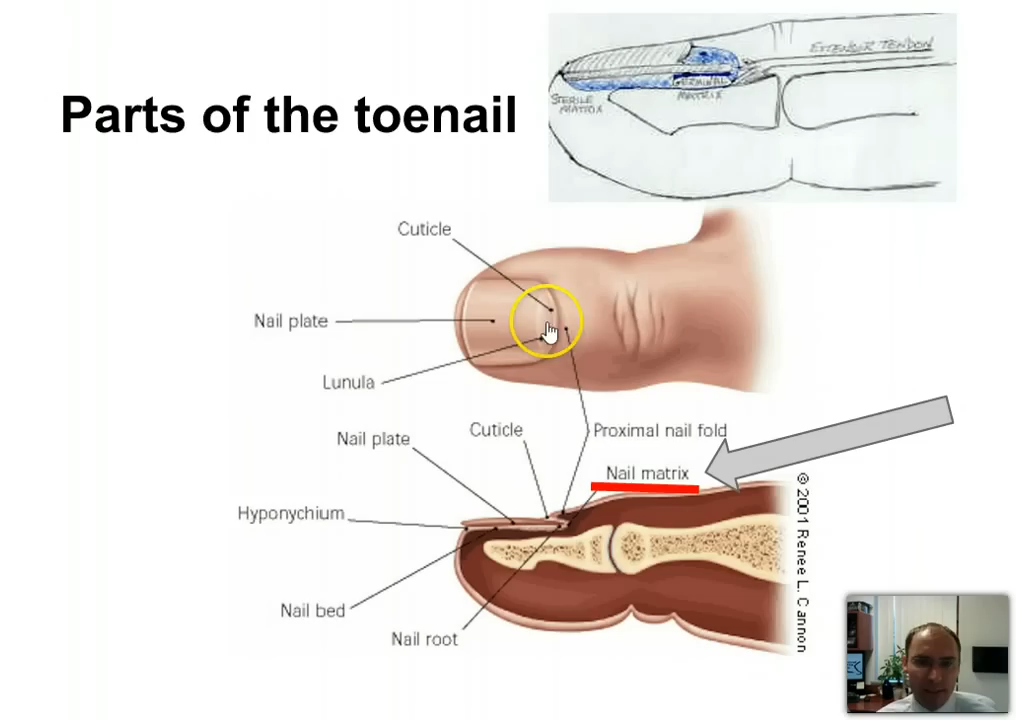 Parts of the toenail
EXTENSOR TENDON
STERILE
MATRIX
GERMINAL
MATRIX
Cuticle
Nail plate
Lunula
Nail plate
Cuticle
Proximal nail fold
Nail matrix
Hyponychium
Nail bed
Nail root
© 2001 Renee L. Cannon